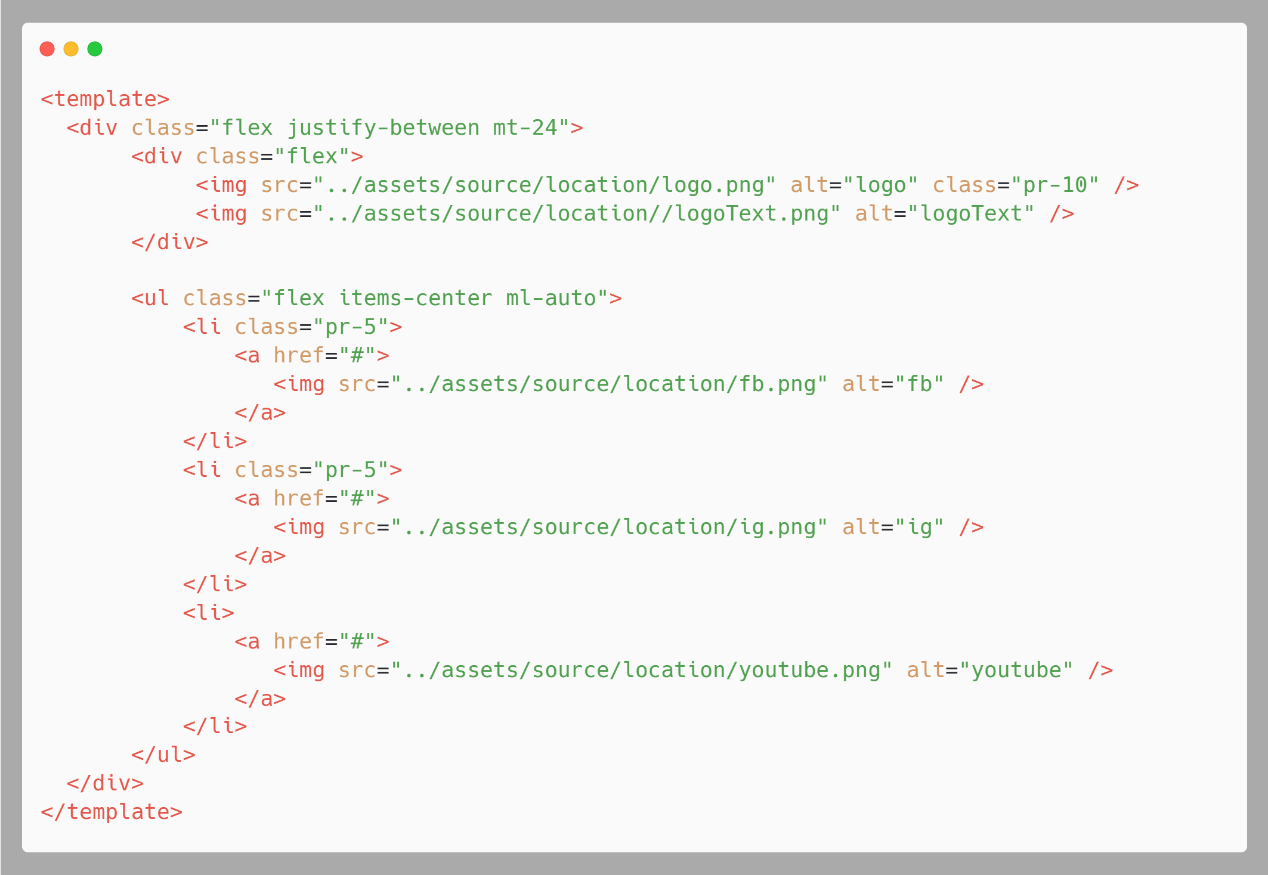 <template>
  <div class="flex justify-between mt-24">
       <div class="flex">
            <img src="../assets/source/location/logo.png" alt="logo" class="pr-10" />
            <img src="../assets/source/location//logoText.png" alt="logoText" />
       </div>

       <ul class="flex items-center ml-auto">
           <li class="pr-5">
               <a href="#">
                  <img src="../assets/source/location/fb.png" alt="fb" />
               </a>
           </li>
           <li class="pr-5">
               <a href="#">
                  <img src="../assets/source/location/ig.png" alt="ig" />
               </a>
           </li>
           <li>
               <a href="#">
                  <img src="../assets/source/location/youtube.png" alt="youtube" />
               </a>
           </li>
       </ul>
  </div>
</template>